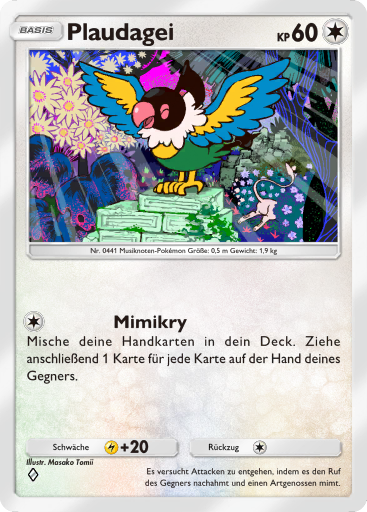 BASIS Plaudagei KP 60
Nr. 0441 Musiknoten-Pokémon Größe: 0,5 m Gewicht: 1,9 kg
Mimikry
Mische deine Handkarten in dein Deck. Ziehe
anschließend 1 Karte für jede Karte auf der Hand deines
Gegners.
Schwäche +20 Rückzug
Illustr. Masako Tomii
Es versucht Attacken zu entgehen, indem es den Ruf
des Gegners nachahmt und einen Artgenossen mimt.